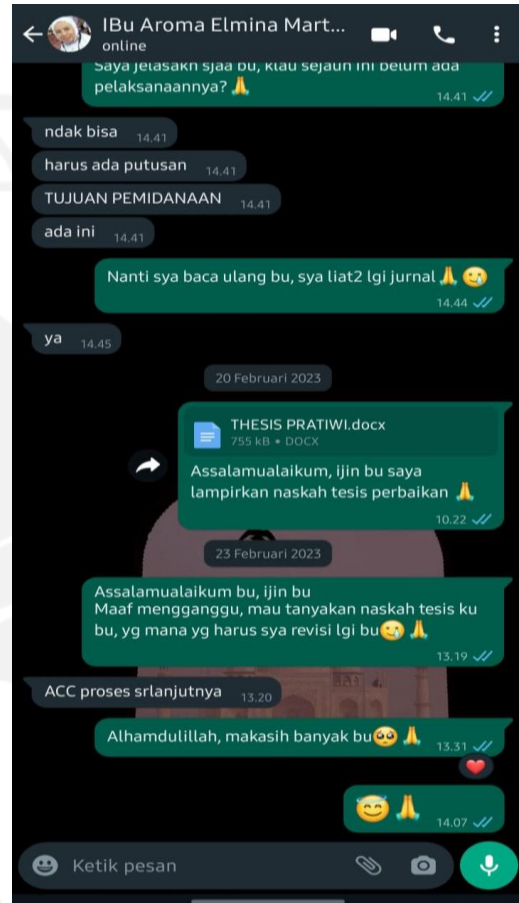 IBu Aroma Elmina Mart...
online
Saya jelasakn sjaa bu, klau sejaun ini belum ada
pelaksanaannya? 🙏
14.41
ndak bisa 14.41
harus ada putusan 14.41
TUJUAN PEMIDANAAN 14.41
ada ini 14.41
Nanti sya baca ulang bu, sya liat2 lgi jurnal 🙏 🥲
14.44
ya 14.45
20 Februari 2023
THESIS PRATIWI.docx
755 kB • DOCX
Assalamualaikum, ijin bu saya
lampirkan naskah tesis perbaikan 🙏
10.22
23 Februari 2023
Assalamualaikum bu, ijin bu
Maaf mengganggu, mau tanyakan naskah tesis ku
bu, yg mana yg harus sya revisi lgi bu🥲 🙏
13.19
ACC proses srlanjutnya 13.20
Alhamdulillah, makasih banyak bu🥺 🙏 13.31
😇 🙏 14.07
Ketik pesan